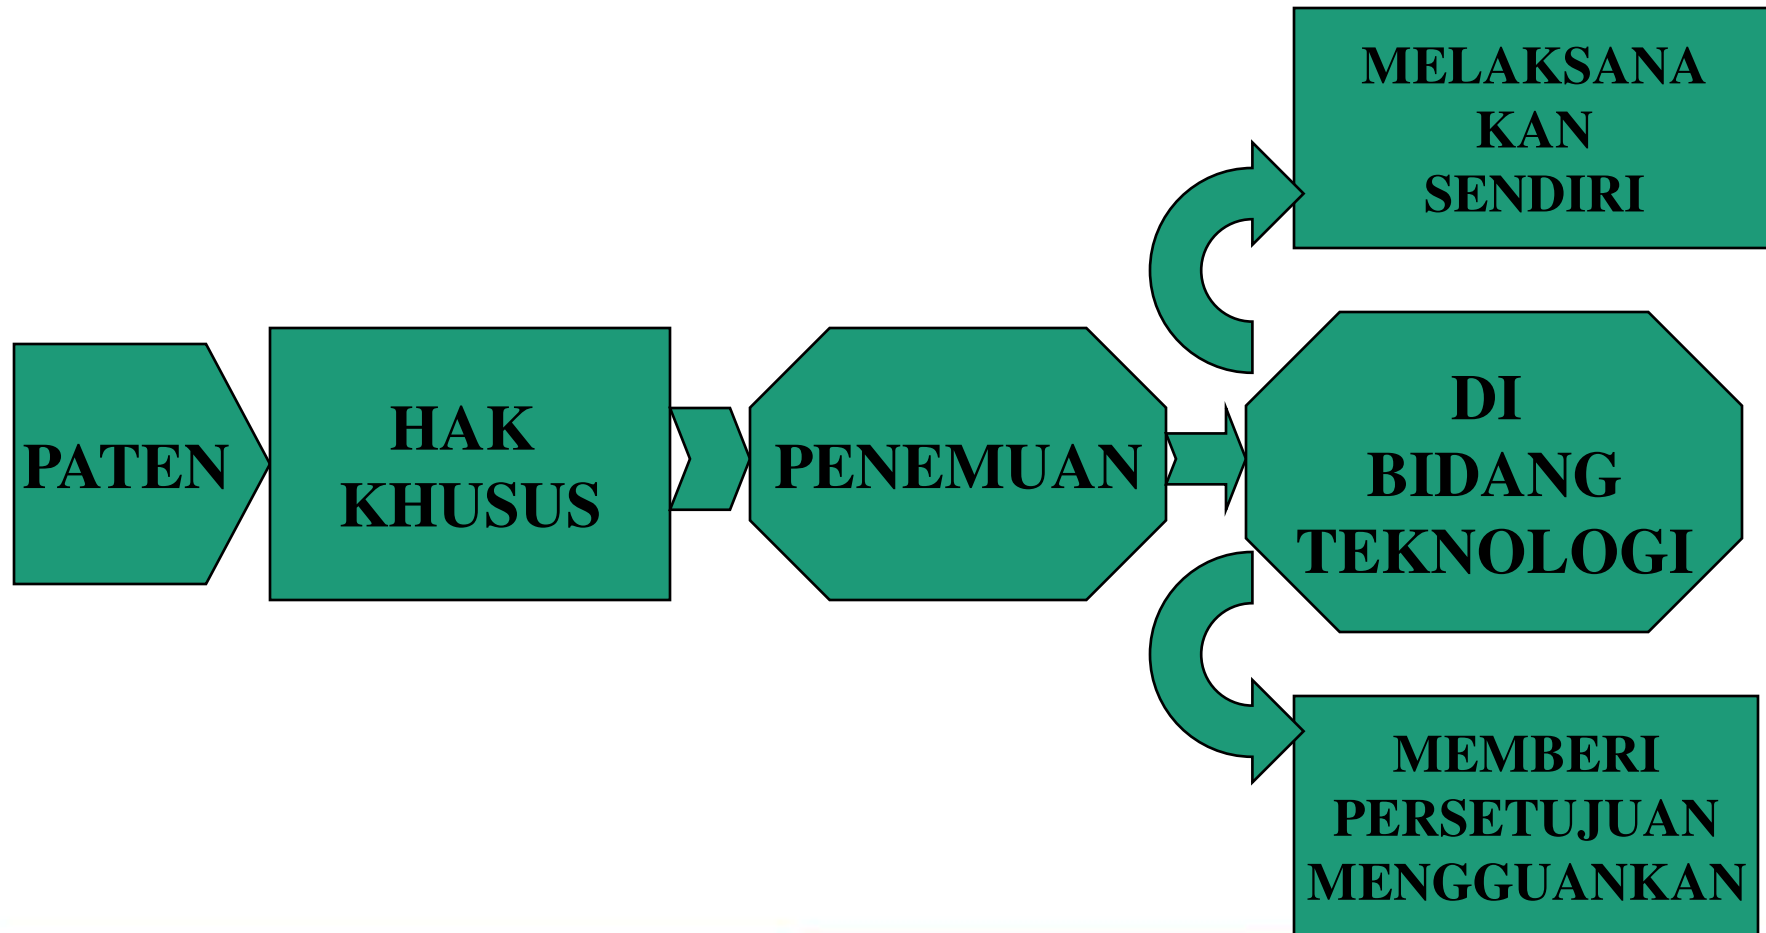 PATEN
HAK
KHUSUS
PENEMUAN
MELAKSANA
KAN
SENDIRI
DI
BIDANG
TEKNOLOGI
MEMBERI
PERSETUJUAN
MENGGUANKAN